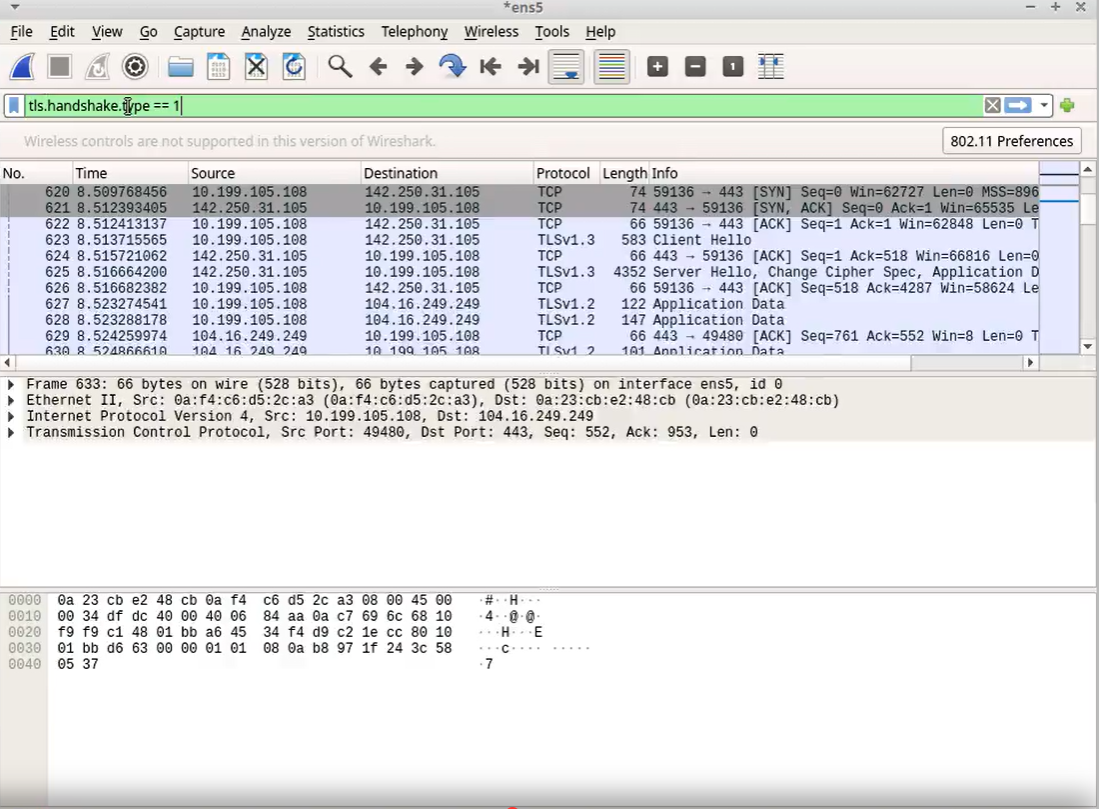 *ens5
File Edit View Go Capture Analyze Statistics Telephony Wireless Tools Help
tls.handshake.type == 1
Wireless controls are not supported in this version of Wireshark. 802.11 Preferences
No. Time Source Destination Protocol Length Info
620 8.509768456 10.199.105.108 142.250.31.105 TCP 74 59136 → 443 [SYN] Seq=0 Win=62727 Len=0 MSS=896
621 8.512393405 142.250.31.105 10.199.105.108 TCP 74 443 → 59136 [SYN, ACK] Seq=0 Ack=1 Win=65535 Le
622 8.512413137 10.199.105.108 142.250.31.105 TCP 66 59136 → 443 [ACK] Seq=1 Ack=1 Win=62848 Len=0 T
623 8.513715565 10.199.105.108 142.250.31.105 TLSv1.3 583 Client Hello
624 8.515721062 142.250.31.105 10.199.105.108 TCP 66 443 → 59136 [ACK] Seq=1 Ack=518 Win=66816 Len=0
625 8.516664200 142.250.31.105 10.199.105.108 TLSv1.3 4352 Server Hello, Change Cipher Spec, Application D
626 8.516682382 10.199.105.108 142.250.31.105 TCP 66 59136 → 443 [ACK] Seq=518 Ack=4287 Win=58624 Le
627 8.523274541 10.199.105.108 104.16.249.249 TLSv1.2 122 Application Data
628 8.523288178 10.199.105.108 104.16.249.249 TLSv1.2 147 Application Data
629 8.524259974 104.16.249.249 10.199.105.108 TCP 66 443 → 49480 [ACK] Seq=761 Ack=552 Win=8 Len=0 T
630 8.524866610 104.16.249.249 10.199.105.108 TLSv1.2 101 Application Data
Frame 633: 66 bytes on wire (528 bits), 66 bytes captured (528 bits) on interface ens5, id 0
Ethernet II, Src: 0a:f4:c6:d5:2c:a3 (0a:f4:c6:d5:2c:a3), Dst: 0a:23:cb:e2:48:cb (0a:23:cb:e2:48:cb)
Internet Protocol Version 4, Src: 10.199.105.108, Dst: 104.16.249.249
Transmission Control Protocol, Src Port: 49480, Dst Port: 443, Seq: 552, Ack: 953, Len: 0
0000 0a 23 cb e2 48 cb 0a f4 c6 d5 2c a3 08 00 45 00 ·#··H···
0010 00 34 df dc 40 00 40 06 84 aa 0a c7 69 6c 68 10 ·4··@·@·
0020 f9 f9 c1 48 01 bb a6 45 34 f4 d9 c2 1e cc 80 10 ···H···E
0030 01 bb d6 63 00 00 01 01 08 0a b8 97 1f 24 3c 58 ···c···· ·····
0040 05 37 ·7